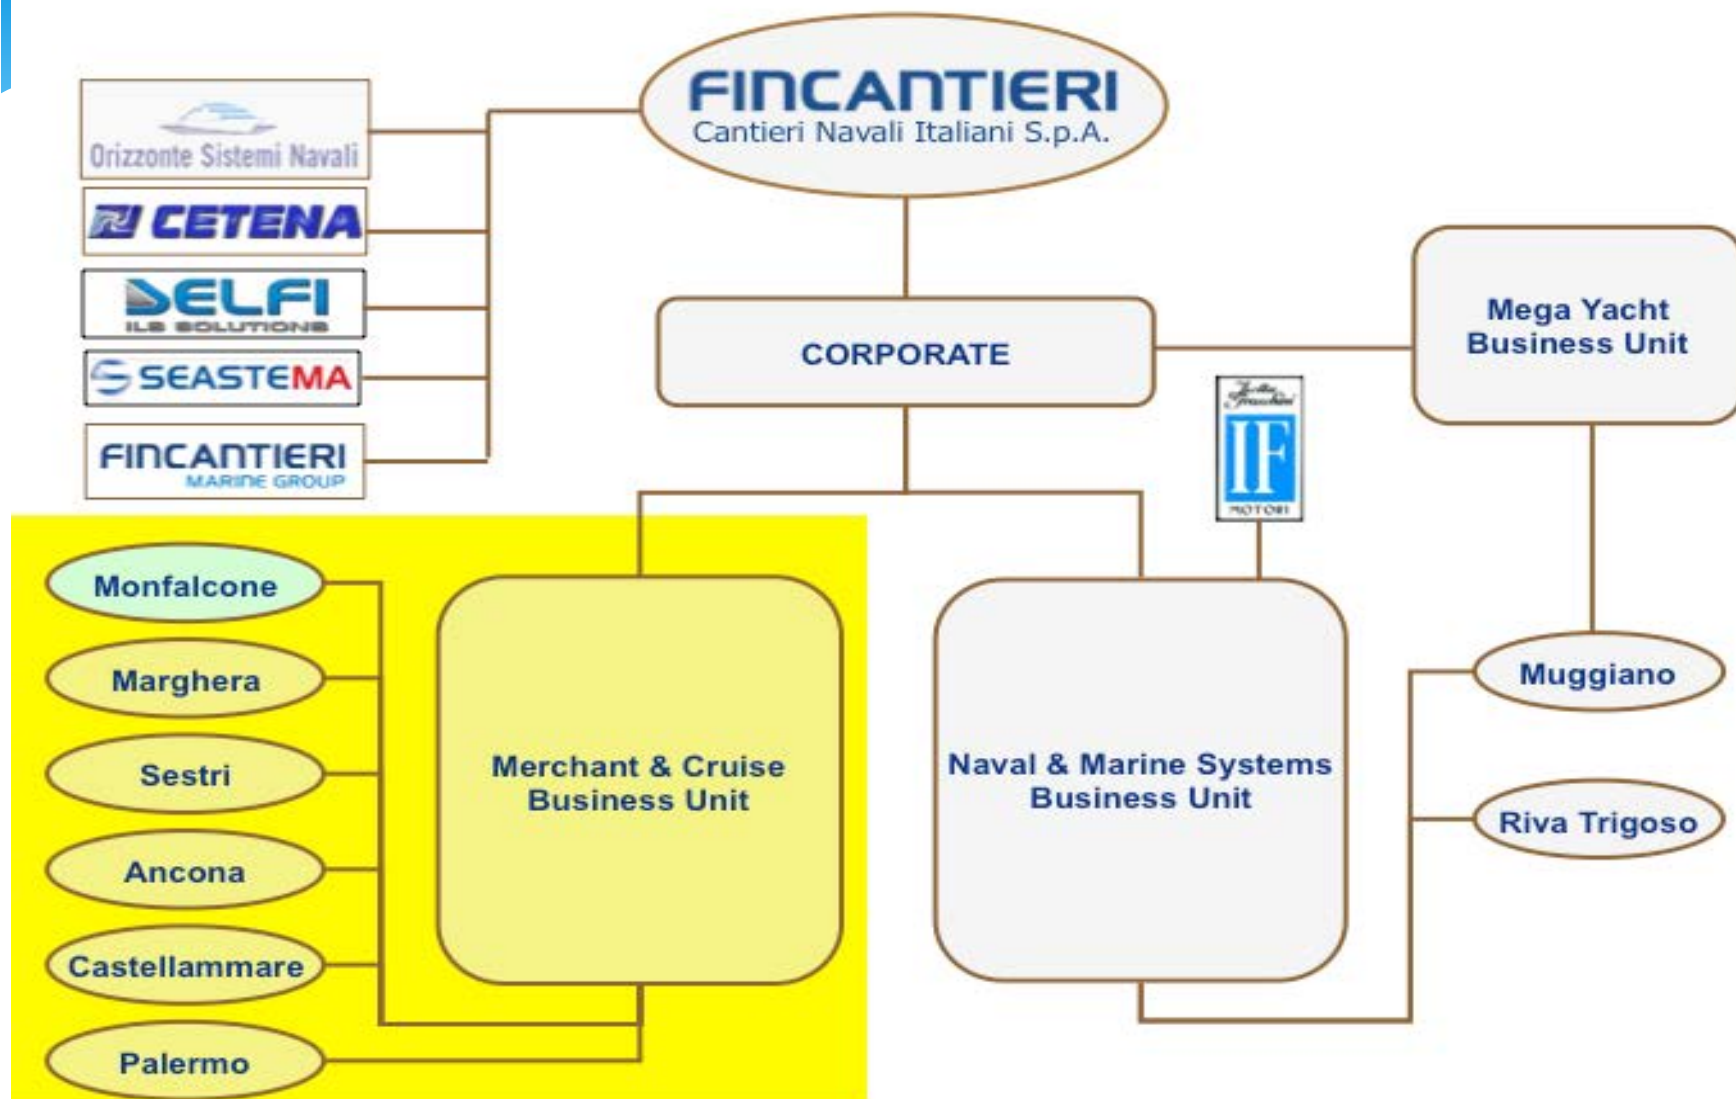 FINCANTIERI
Cantieri Navali Italiani S.p.A.
Orizzonte Sistemi Navali
CETENA
DELFI
ILS SOLUTIONS
SEASTEMA
FINCANTIERI
MARINE GROUP
CORPORATE
Mega Yacht
Business Unit
Isotta
Fraschini
IF
MOTORI
Monfalcone
Marghera
Sestri
Ancona
Castellammare
Palermo
Merchant & Cruise
Business Unit
Naval & Marine Systems
Business Unit
Muggiano
Riva Trigoso